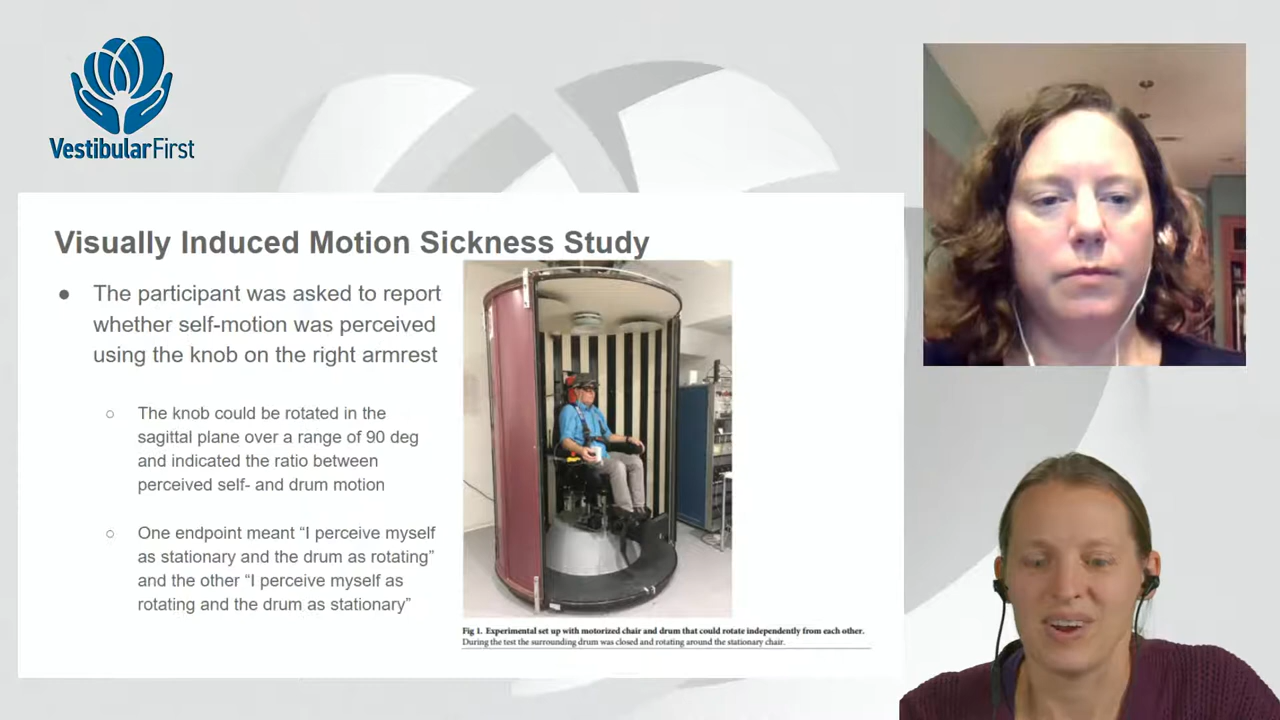 VestibularFirst
Visually Induced Motion Sickness Study
● The participant was asked to report
whether self-motion was perceived
using the knob on the right armrest
○ The knob could be rotated in the
sagittal plane over a range of 90 deg
and indicated the ratio between
perceived self- and drum motion
○ One endpoint meant “I perceive myself
as stationary and the drum as rotating”
and the other “I perceive myself as
rotating and the drum as stationary”
Fig 1. Experimental set up with motorized chair and drum that could rotate independently from each other.
During the test the surrounding drum was closed and rotating around the stationary chair.